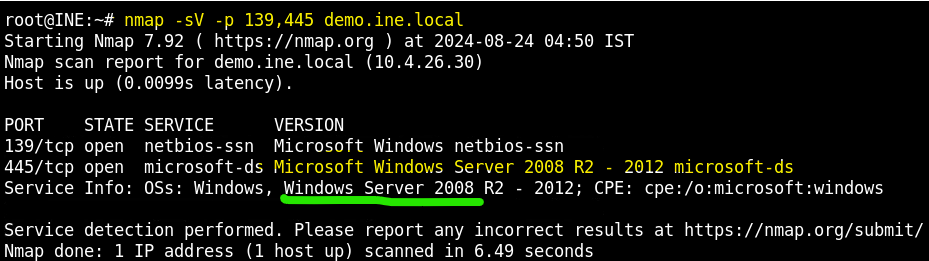 root@INE:~# nmap -sV -p 139,445 demo.ine.local
Starting Nmap 7.92 ( https://nmap.org ) at 2024-08-24 04:50 IST
Nmap scan report for demo.ine.local (10.4.26.30)
Host is up (0.0099s latency).
PORT    STATE SERVICE      VERSION
139/tcp open  netbios-ssn  Microsoft Windows netbios-ssn
445/tcp open  microsoft-ds Microsoft Windows Server 2008 R2 - 2012 microsoft-ds
Service Info: OSs: Windows, Windows Server 2008 R2 - 2012; CPE: cpe:/o:microsoft:windows
Service detection performed. Please report any incorrect results at https://nmap.org/submit/
Nmap done: 1 IP address (1 host up) scanned in 6.49 seconds